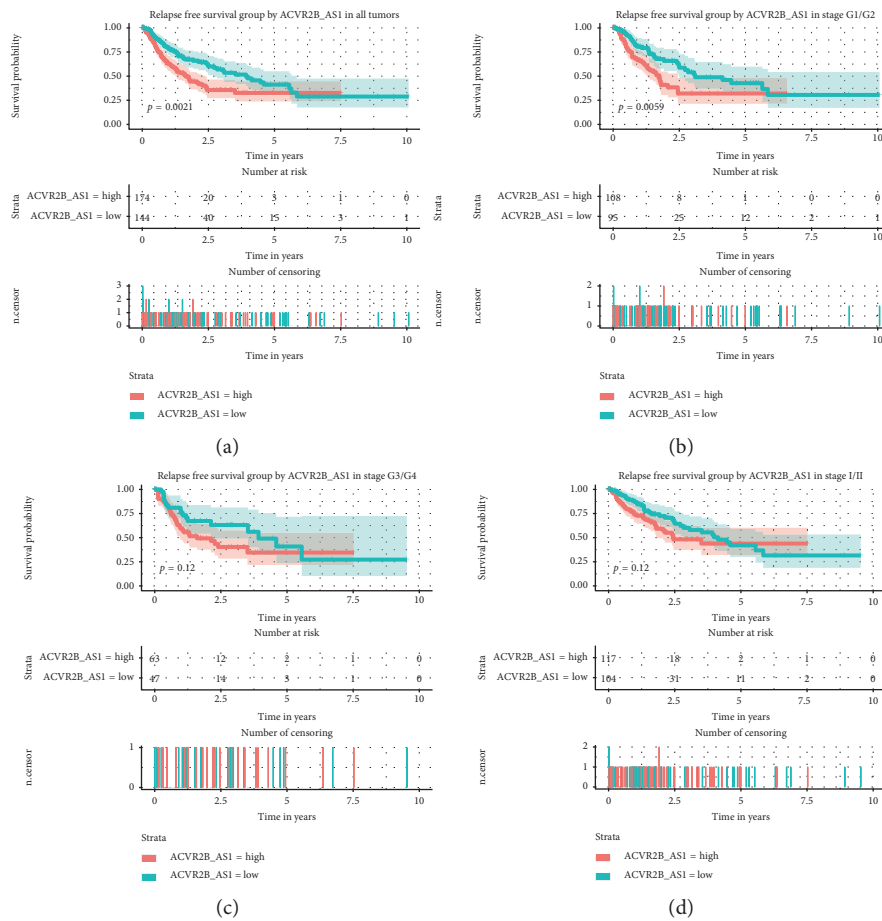 Relapse free survival group by ACVR2B_AS1 in all tumors
Survival probability
1.00
0.75
0.50
0.25
0.00
p = 0.0021
0 2.5 5 7.5 10
Time in years
Number at risk
Strata
ACVR2B_AS1 = high 174 20 3 1 0
ACVR2B_AS1 = low 144 40 15 3 1
0 2.5 5 7.5 10
Time in years
Number of censoring
n.censor
3
2
1
0
0 2.5 5 7.5 10
Time in years
Strata
ACVR2B_AS1 = high
ACVR2B_AS1 = low
(a)
Relapse free survival group by ACVR2B_AS1 in stage G1/G2
Survival probability
1.00
0.75
0.50
0.25
0.00
p = 0.0059
0 2.5 5 7.5 10
Time in years
Number at risk
Strata
ACVR2B_AS1 = high 108 8 1 0 0
ACVR2B_AS1 = low 95 25 12 2 1
0 2.5 5 7.5 10
Time in years
Number of censoring
n.censor
2
1
0
0 2.5 5 7.5 10
Time in years
Strata
ACVR2B_AS1 = high
ACVR2B_AS1 = low
(b)
Relapse free survival group by ACVR2B_AS1 in stage G3/G4
Survival probability
1.00
0.75
0.50
0.25
0.00
p = 0.12
0 2.5 5 7.5 10
Time in years
Number at risk
Strata
ACVR2B_AS1 = high 63 12 2 1 0
ACVR2B_AS1 = low 47 14 3 1 0
0 2.5 5 7.5 10
Time in years
Number of censoring
n.censor
1
0
0 2.5 5 7.5 10
Time in years
Strata
ACVR2B_AS1 = high
ACVR2B_AS1 = low
(c)
Relapse free survival group by ACVR2B_AS1 in stage I/II
Survival probability
1.00
0.75
0.50
0.25
0.00
p = 0.12
0 2.5 5 7.5 10
Time in years
Number at risk
Strata
ACVR2B_AS1 = high 117 18 2 1 0
ACVR2B_AS1 = low 104 31 11 2 0
0 2.5 5 7.5 10
Time in years
Number of censoring
n.censor
2
1
0
0 2.5 5 7.5 10
Time in years
Strata
ACVR2B_AS1 = high
ACVR2B_AS1 = low
(d)